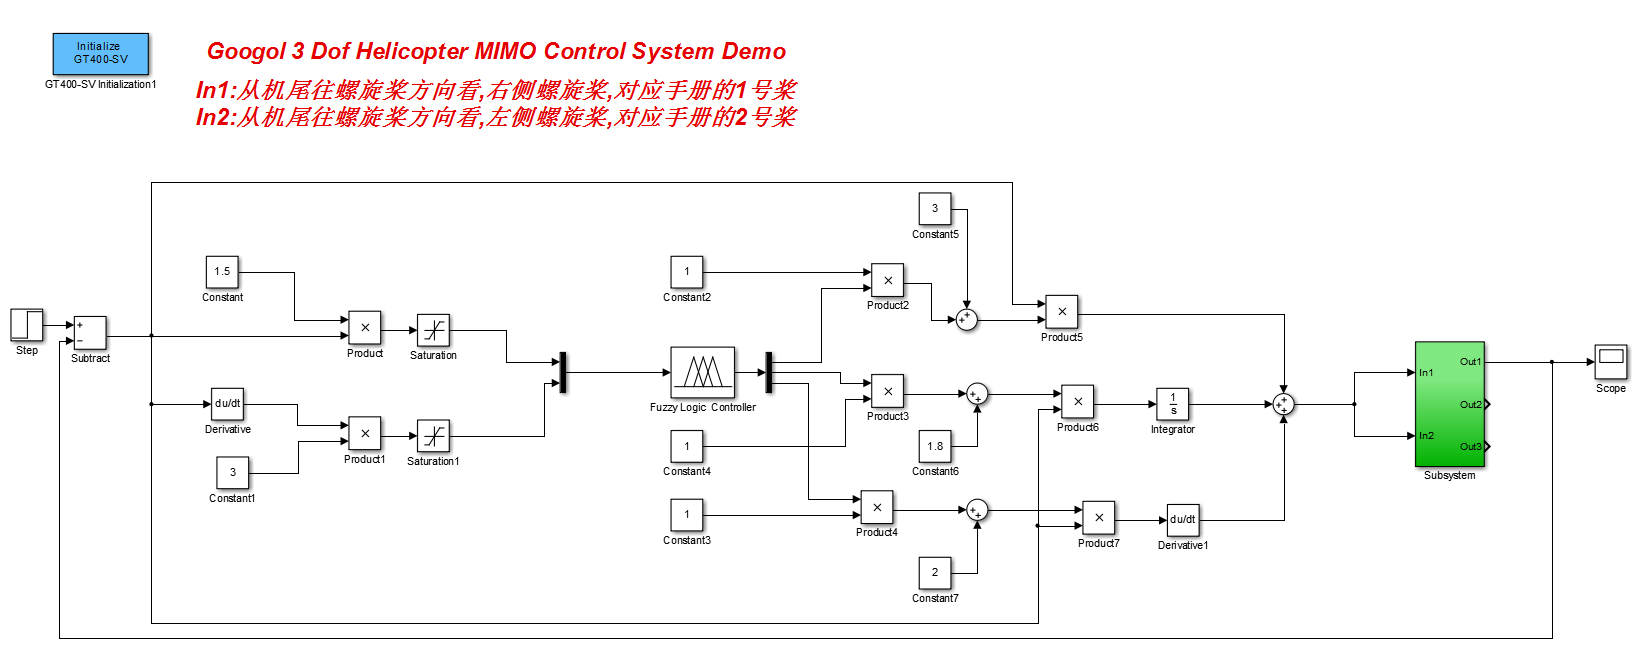 Initialize
GT400-SV
GT400-SV Initialization1
Googol 3 Dof Helicopter MIMO Control System Demo
In1:从机尾往螺旋桨方向看,右侧螺旋桨,对应手册的1号桨
In2:从机尾往螺旋桨方向看,左侧螺旋桨,对应手册的2号桨
3
Constant5
1.5
Constant
1
Constant2
×
Product2
Step
+
−
Subtract
×
Product
Saturation
+
+
×
Product5
Fuzzy Logic Controller
In1
In2
Out1
Out2
Out3
Subsystem
Scope
du/dt
Derivative
×
Product1
Saturation1
3
Constant1
×
Product3
1
Constant4
+
+
1.8
Constant6
×
Product6
1
s
Integrator
+
+
+
1
Constant3
×
Product4
+
+
2
Constant7
×
Product7
du/dt
Derivative1